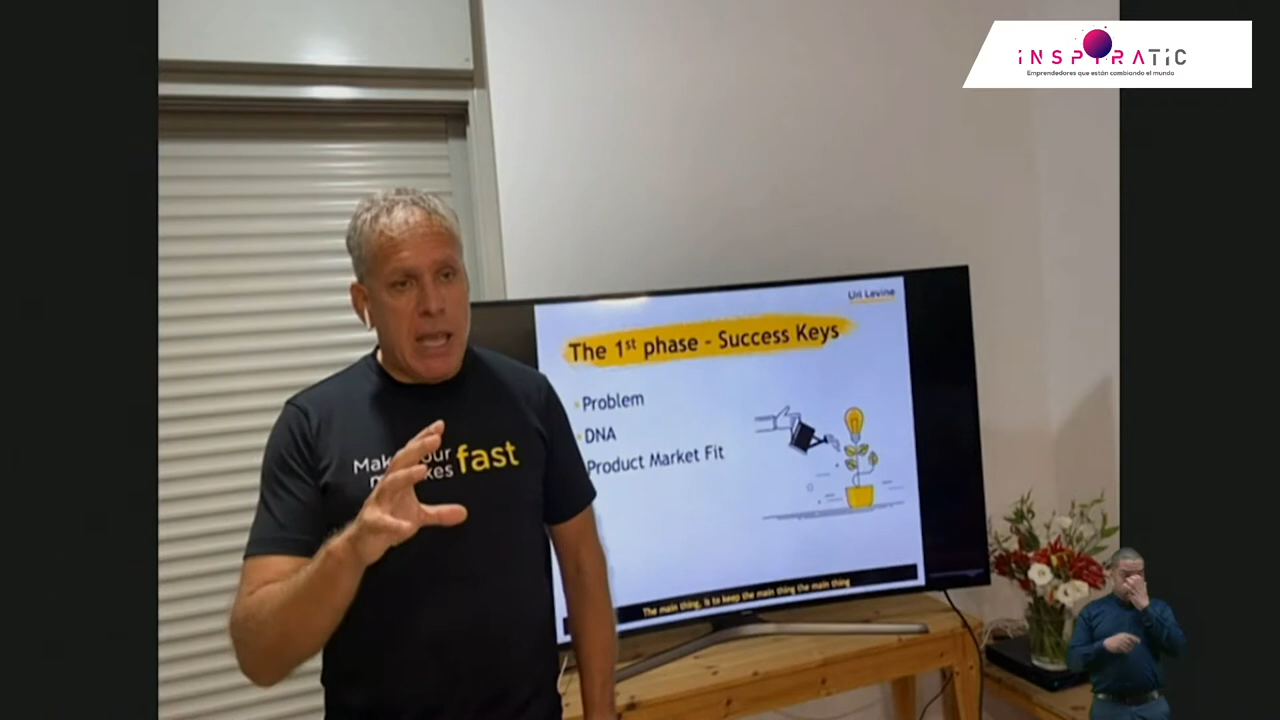 INSPIRATIC
Emprendedores que están cambiando el mundo
Uri Levine
The 1st phase - Success Keys
Problem
DNA
Product Market Fit
fast
The main thing, is to keep the main thing the main thing